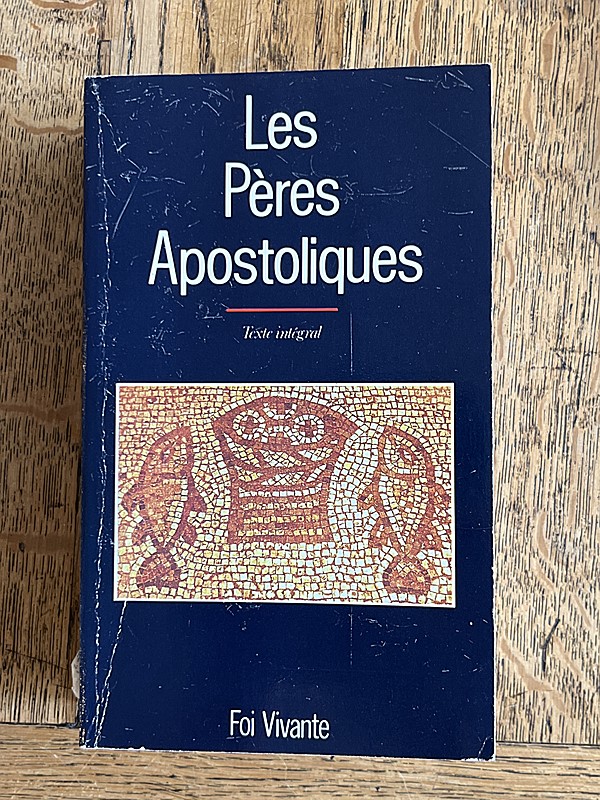 Les
Pères
Apostoliques
Texte intégral
Foi Vivante